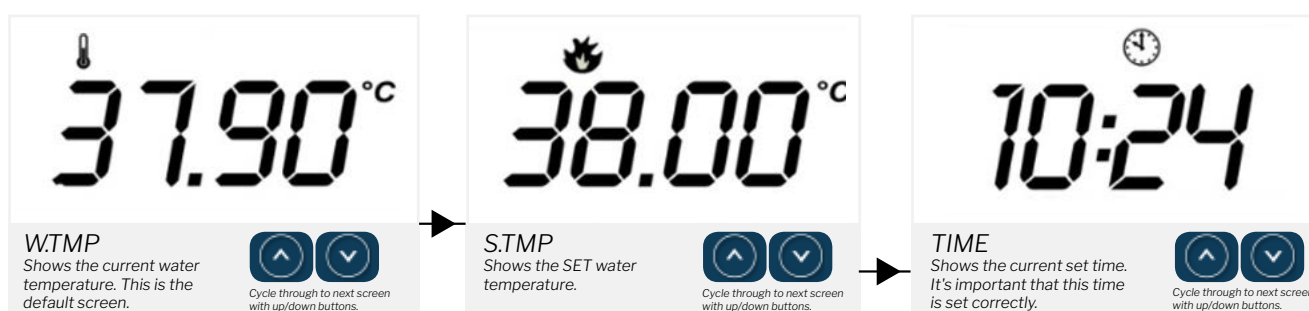 37.90°C
38.00°C
10:24
W.TMP
Shows the current water
temperature. This is the
default screen.
Cycle through to next screen
with up/down buttons.
S.TMP
Shows the SET water
temperature.
Cycle through to next screen
with up/down buttons.
TIME
Shows the current set time.
It's important that this time
is set correctly.
Cycle through to next screen
with up/down buttons.